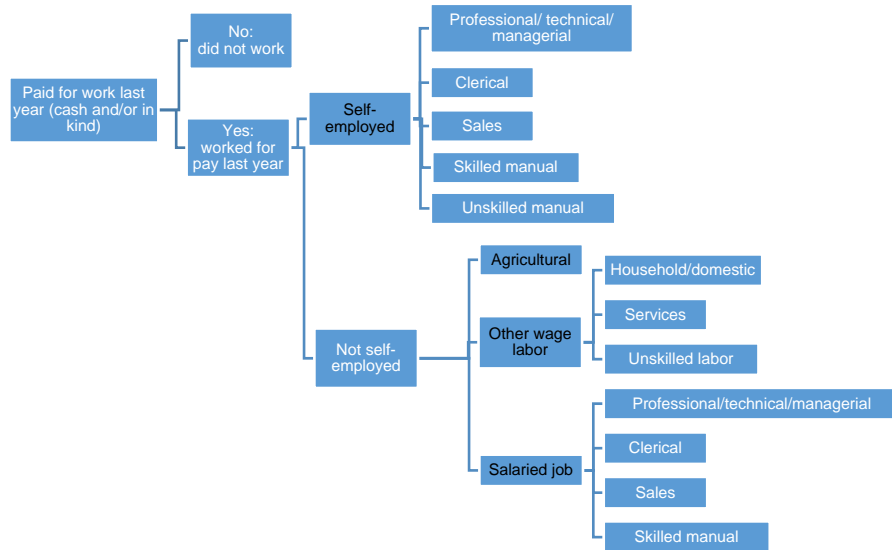 Paid for work last
year (cash and/or in
kind)
No:
did not work
Yes:
worked for
pay last year
Self-
employed
Professional/ technical/
managerial
Clerical
Sales
Skilled manual
Unskilled manual
Not self-
employed
Agricultural
Other wage
labor
Household/domestic
Services
Unskilled labor
Salaried job
Professional/technical/managerial
Clerical
Sales
Skilled manual